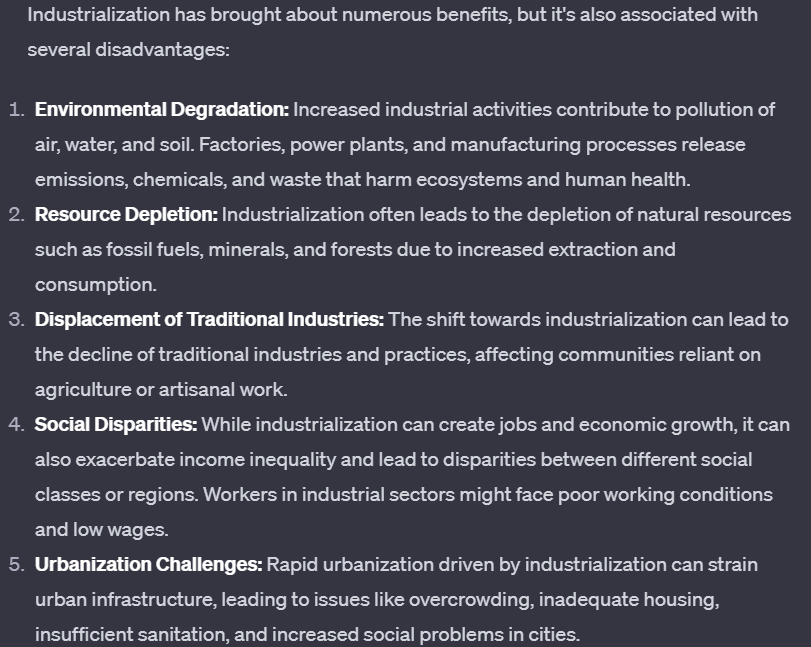 Industrialization has brought about numerous benefits, but it's also associated with
several disadvantages:
1. Environmental Degradation: Increased industrial activities contribute to pollution of
air, water, and soil. Factories, power plants, and manufacturing processes release
emissions, chemicals, and waste that harm ecosystems and human health.
2. Resource Depletion: Industrialization often leads to the depletion of natural resources
such as fossil fuels, minerals, and forests due to increased extraction and
consumption.
3. Displacement of Traditional Industries: The shift towards industrialization can lead to
the decline of traditional industries and practices, affecting communities reliant on
agriculture or artisanal work.
4. Social Disparities: While industrialization can create jobs and economic growth, it can
also exacerbate income inequality and lead to disparities between different social
classes or regions. Workers in industrial sectors might face poor working conditions
and low wages.
5. Urbanization Challenges: Rapid urbanization driven by industrialization can strain
urban infrastructure, leading to issues like overcrowding, inadequate housing,
insufficient sanitation, and increased social problems in cities.